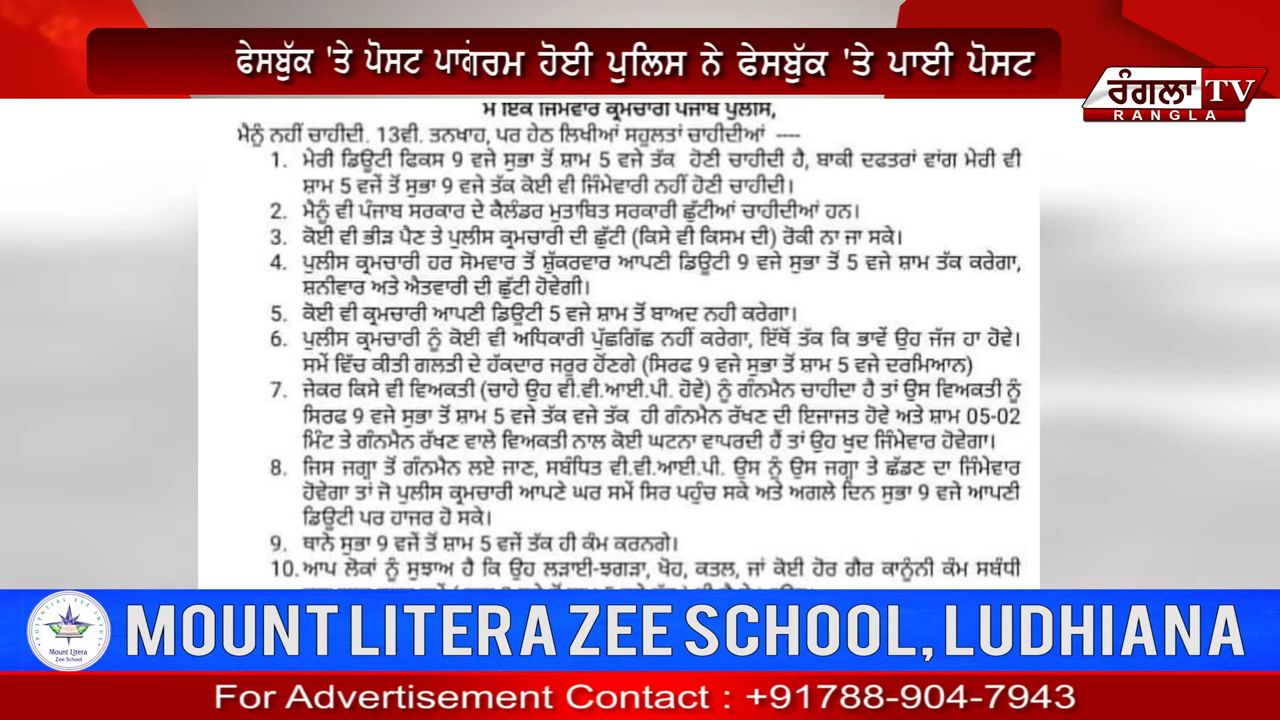 ਫੇਸਬੁੱਕ 'ਤੇ ਪੋਸਟ ਹੋਈ ਪੁਲਿਸ ਨੇ ਫੇਸਬੁੱਕ 'ਤੇ ਪਾਈ ਪੋਸਟ
ਰੰਗਲਾ TV
RANGLA
ਮੈ ਇਕ ਜਿਮੇਵਾਰ ਕ੍ਰਮਚਾਰੀ ਪੰਜਾਬ ਪੁਲੀਸ,
ਮੈਨੂੰ ਨਹੀਂ ਚਾਹੀਦੀ. 13ਵੀ. ਤਨਖਾਹ, ਪਰ ਹੇਠ ਲਿਖੀਆਂ ਸਹੂਲਤਾਂ ਚਾਹੀਦੀਆਂ ----
1. ਮੇਰੀ ਡਿਊਟੀ ਫਿਕਸ 9 ਵਜੇ ਸੁਭਾ ਤੋਂ ਸ਼ਾਮ 5 ਵਜੇ ਤੱਕ ਹੋਣੀ ਚਾਹੀਦੀ ਹੈ, ਬਾਕੀ ਦਫਤਰਾਂ ਵਾਂਗ ਮੇਰੀ ਵੀ
ਸ਼ਾਮ 5 ਵਜੇਂ ਤੋਂ ਸੁਭਾ 9 ਵਜੇ ਤੱਕ ਕੋਈ ਵੀ ਜਿੰਮੇਵਾਰੀ ਨਹੀਂ ਹੋਣੀ ਚਾਹੀਦੀ।
2. ਮੈਨੂੰ ਵੀ ਪੰਜਾਬ ਸਰਕਾਰ ਦੇ ਕੈਲੰਡਰ ਮੁਤਾਬਿਤ ਸਰਕਾਰੀ ਛੁੱਟੀਆਂ ਚਾਹੀਦੀਆਂ ਹਨ।
3. ਕੋਈ ਵੀ ਭੀੜ ਪੈਣ ਤੇ ਪੁਲੀਸ ਕ੍ਰਮਚਾਰੀ ਦੀ ਛੁੱਟੀ (ਕਿਸੇ ਵੀ ਕਿਸਮ ਦੀ) ਰੋਕੀ ਨਾ ਜਾ ਸਕੇ।
4. ਪੁਲੀਸ ਕ੍ਰਮਚਾਰੀ ਹਰ ਸੋਮਵਾਰ ਤੋਂ ਸ਼ੁੱਕਰਵਾਰ ਆਪਣੀ ਡਿਊਟੀ 9 ਵਜੇ ਸੁਭਾ ਤੋਂ 5 ਵਜੇ ਸ਼ਾਮ ਤੱਕ ਕਰੇਗਾ,
ਸ਼ਨੀਵਾਰ ਅਤੇ ਐਤਵਾਰੀ ਦੀ ਛੁੱਟੀ ਹੋਵੇਗੀ।
5. ਕੋਈ ਵੀ ਕ੍ਰਮਚਾਰੀ ਆਪਣੀ ਡਿਊਟੀ 5 ਵਜੇ ਸ਼ਾਮ ਤੋਂ ਬਾਅਦ ਨਹੀ ਕਰੇਗਾ।
6. ਪੁਲੀਸ ਕ੍ਰਮਚਾਰੀ ਨੂੰ ਕੋਈ ਵੀ ਅਧਿਕਾਰੀ ਪੁੱਛਗਿੱਛ ਨਹੀਂ ਕਰੇਗਾ, ਇੱਥੋਂ ਤੱਕ ਕਿ ਭਾਵੇਂ ਉਹ ਜੱਜ ਹਾ ਹੋਵੇ।
ਸਮੇਂ ਵਿੱਚ ਕੀਤੀ ਗਲਤੀ ਦੇ ਹੱਕਦਾਰ ਜਰੂਰ ਹੋਂਣਗੇ (ਸਿਰਫ 9 ਵਜੇ ਸੁਭਾ ਤੋਂ ਸ਼ਾਮ 5 ਵਜੇ ਦਰਮਿਆਨ)
7. ਜੇਕਰ ਕਿਸੇ ਵੀ ਵਿਅਕਤੀ (ਚਾਹੇ ਉਹ ਵੀ.ਵੀ.ਆਈ.ਪੀ. ਹੋਵੇ) ਨੂੰ ਗੰਨਮੈਨ ਚਾਹੀਦਾ ਹੈ ਤਾਂ ਉਸ ਵਿਅਕਤੀ ਨੂੰ
ਸਿਰਫ 9 ਵਜੇ ਸੁਭਾ ਤੋਂ ਸ਼ਾਮ 5 ਵਜੇ ਤੱਕ ਵਜੇ ਤੱਕ ਹੀ ਗੰਨਮੈਨ ਰੱਖਣ ਦੀ ਇਜਾਜਤ ਹੋਵੇ ਅਤੇ ਸ਼ਾਮ 05-02
ਮਿੰਟ ਤੇ ਗੰਨਮੈਨ ਰੱਖਣ ਵਾਲੇ ਵਿਅਕਤੀ ਨਾਲ ਕੋਈ ਘਟਨਾ ਵਾਪਰਦੀ ਹੈਂ ਤਾਂ ਉਹ ਖੁਦ ਜਿੰਮੇਵਾਰ ਹੋਵੇਗਾ।
8. ਜਿਸ ਜਗ੍ਹਾ ਤੋਂ ਗੰਨਮੈਨ ਲਏ ਜਾਣ, ਸਬੰਧਿਤ ਵੀ.ਵੀ.ਆਈ.ਪੀ. ਉਸ ਨੂੰ ਉਸ ਜਗ੍ਹਾ ਤੇ ਛੱਡਣ ਦਾ ਜਿੰਮੇਵਾਰ
ਹੋਵੇਗਾ ਤਾਂ ਜੋ ਪੁਲੀਸ ਕ੍ਰਮਚਾਰੀ ਆਪਣੇ ਘਰ ਸਮੇਂ ਸਿਰ ਪਹੁੰਚ ਸਕੇ ਅਤੇ ਅਗਲੇ ਦਿਨ ਸੁਭਾ 9 ਵਜੇ ਆਪਣੀ
ਡਿਊਟੀ ਪਰ ਹਾਜਰ ਹੋ ਸਕੇ।
9. ਥਾਨੇ ਸੁਭਾ 9 ਵਜੇਂ ਤੋਂ ਸ਼ਾਮ 5 ਵਜੇਂ ਤੱਕ ਹੀ ਕੰਮ ਕਰਨਗੇ।
10. ਆਪ ਲੋਕਾਂ ਨੂੰ ਸੁਝਾਅ ਹੈ ਕਿ ਉਹ ਲੜਾਈ-ਝਗੜਾ, ਖੋਹ, ਕਤਲ, ਜਾਂ ਕੋਈ ਹੋਰ ਗੈਰ ਕਾਨੂੰਨੀ ਕੰਮ ਸਬੰਧੀ
MOUNT LITERA ZEE SCHOOL, LUDHIANA
Mount Litera
Zee School
For Advertisement Contact : +91788-904-7943